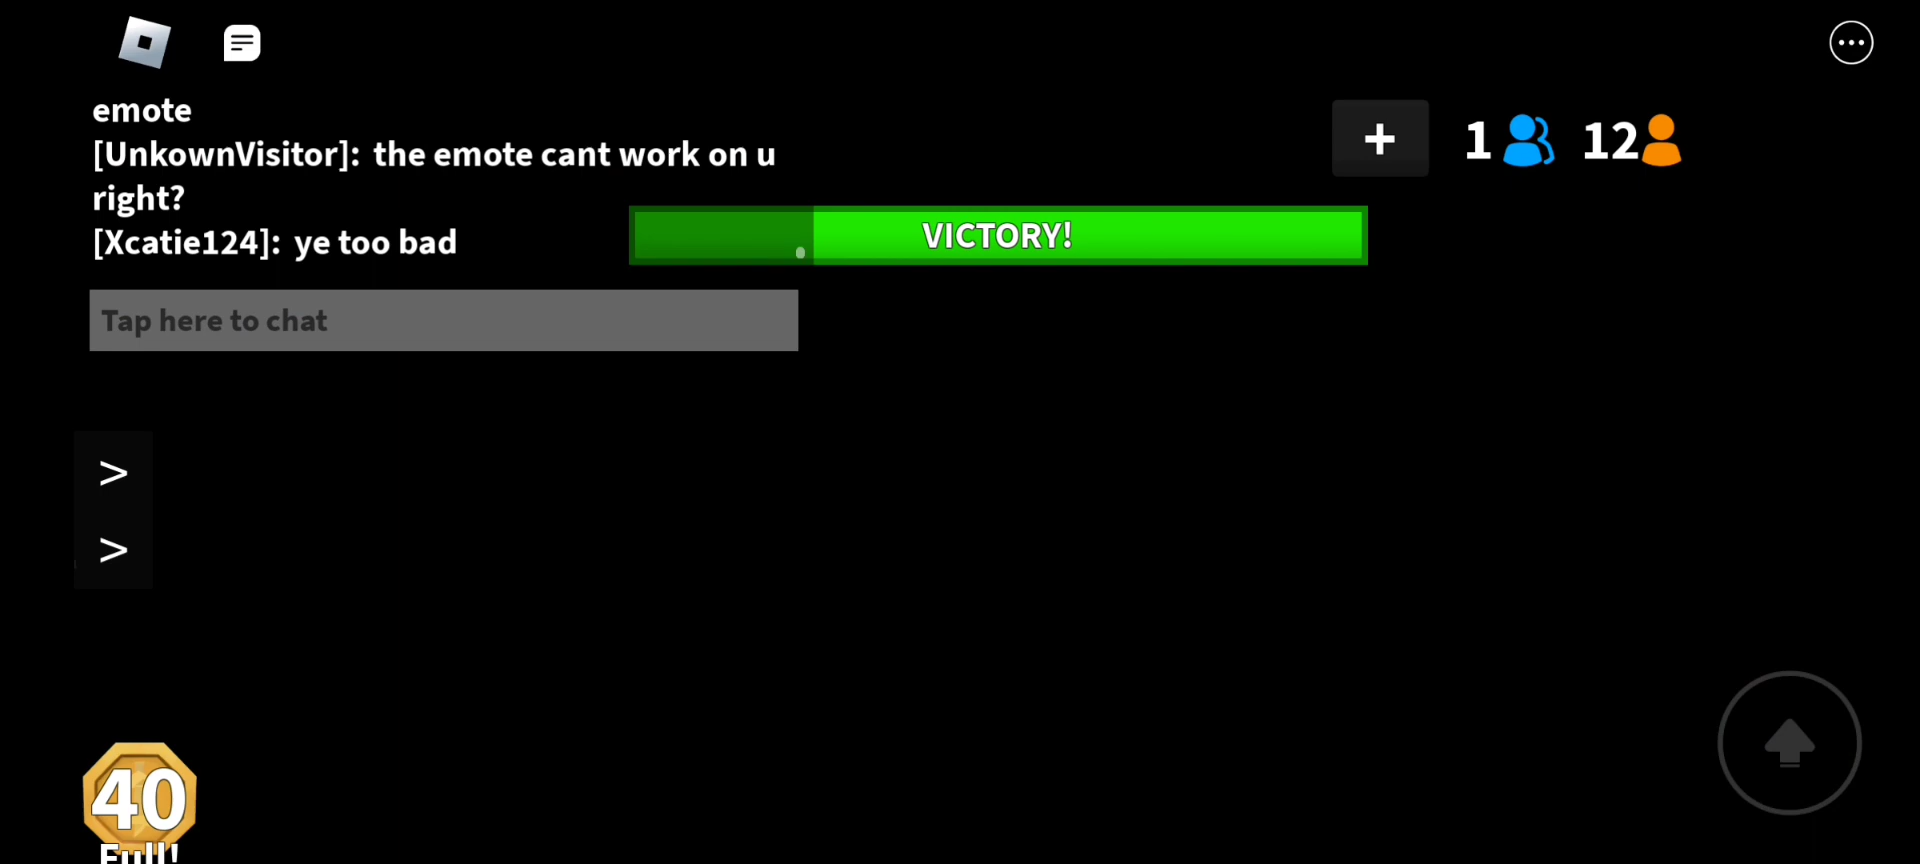 emote
[UnkownVisitor]: the emote cant work on u
right?
[Xcatie124]: ye too bad
+ 1 12
VICTORY!
Tap here to chat
>
>
40
Full!